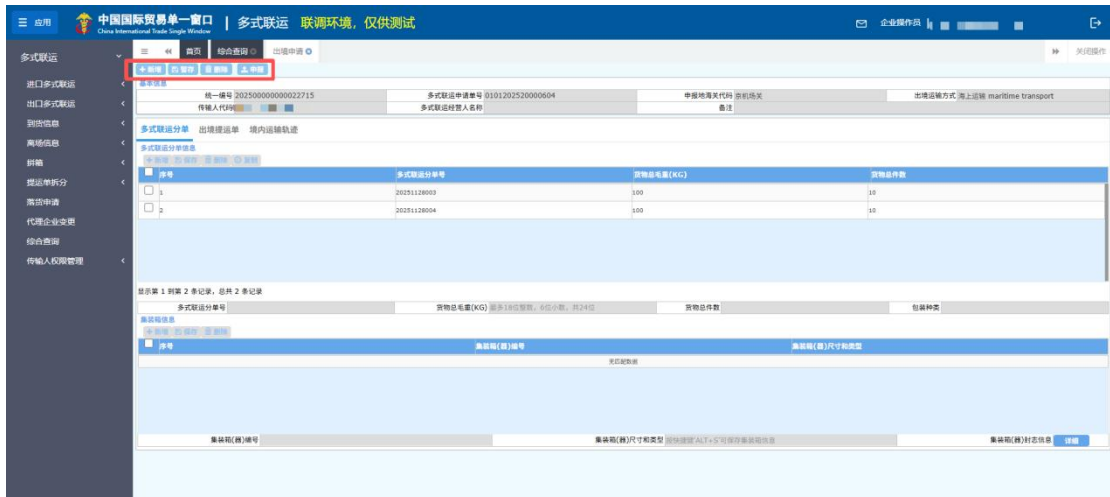 应用 中国国际贸易单一窗口 China International Trade Single Window | 多式联运 联调环境，仅供测试 企业操作员
多式联运 首页 综合查询 出境申请 关闭操作
+新增 暂存 删除 申报
进口多式联运
出口多式联运
到货信息
离场信息
拼箱
提运单拆分
落货申请
代理企业变更
综合查询
传输人权限管理
基本信息
统一编号 202500000000022715 多式联运申请单号 0101202520000604 申报地海关代码 京机场关 出境运输方式 海上运输 maritime transport
传输人代码 多式联运经营人名称 备注
多式联运分单 出境提运单 境内运输轨迹
多式联运分单信息
+新增 保存 删除 复制
序号 多式联运分单号 货物总毛重(KG) 货物总件数
1 20251128003 100 10
2 20251128004 100 10
显示第 1 到第 2 条记录，总共 2 条记录
多式联运分单号 货物总毛重(KG) 最多18位整数，6位小数，共24位 货物总件数 包装种类
集装箱信息
+新增 保存 删除
序号 集装箱(器)编号 集装箱(器)尺寸和类型
无匹配数据
集装箱(器)编号 集装箱(器)尺寸和类型 按快捷键'ALT+S'可保存集装箱信息 集装箱(器)封志信息 详细